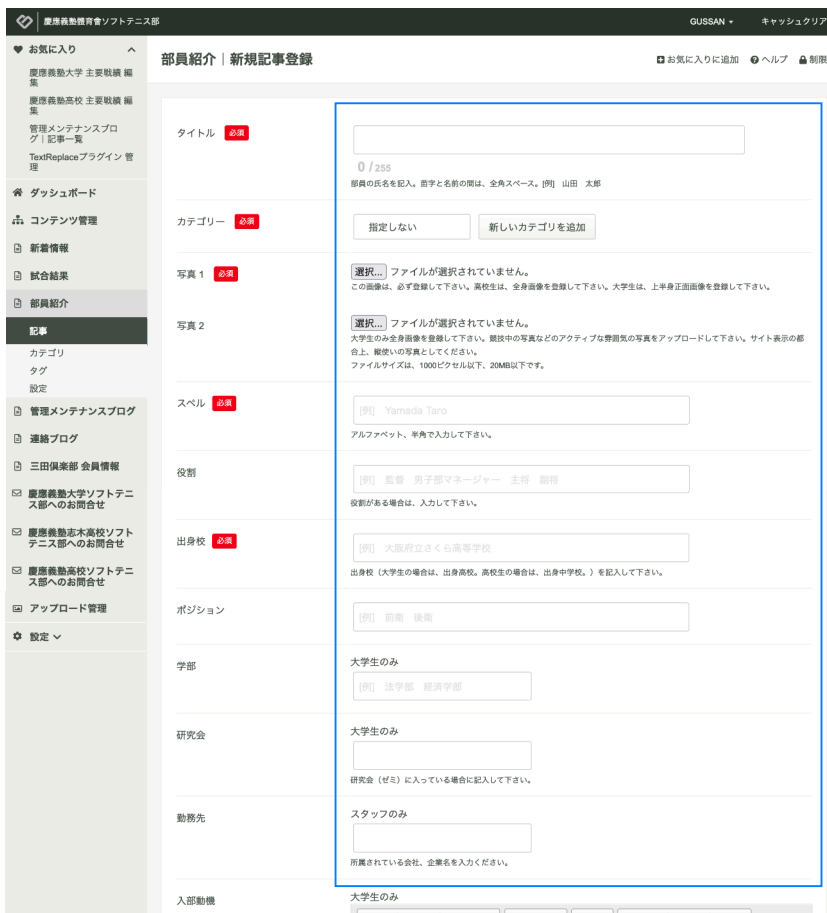 慶應義塾體育會ソフトテニス部
GUSSAN
キャッシュクリア
お気に入り
慶應義塾大学 主要戦績 編
集
慶應義塾高校 主要戦績 編
集
管理メンテナンスブロ
グ｜記事一覧
TextReplaceプラグイン 管
理
ダッシュボード
コンテンツ管理
新着情報
試合結果
部員紹介
記事
カテゴリ
タグ
設定
管理メンテナンスブログ
連絡ブログ
三田倶楽部 会員情報
慶應義塾大学ソフトテニ
ス部へのお問合せ
慶應義塾志木高校ソフト
テニス部へのお問合せ
慶應義塾高校ソフトテニ
ス部へのお問合せ
アップロード管理
設定
部員紹介｜新規記事登録
お気に入りに追加
ヘルプ
制限
タイトル 必須
0 / 255
部員の氏名を記入。苗字と名前の間は、全角スペース。[例]　山田　太郎
カテゴリー 必須
指定しない
新しいカテゴリを追加
写真 1 必須
選択... ファイルが選択されていません。
この画像は、必ず登録して下さい。高校生は、全身画像を登録して下さい。大学生は、上半身正面画像を登録して下さい。
写真 2
選択... ファイルが選択されていません。
大学生のみ全身画像を登録して下さい。競技中の写真などのアクティブな雰囲気の写真をアップロードして下さい。サイト表示の都
合上、縦使いの写真としてください。
ファイルサイズは、1000ピクセル以下、20MB以下です。
スペル 必須
[例]　Yamada Taro
アルファベット、半角で入力して下さい。
役割
[例]　監督　男子部マネージャー　主将　副将
役割がある場合は、入力して下さい。
出身校 必須
[例]　大阪府立さくら高等学校
出身校（大学生の場合は、出身高校。高校生の場合は、出身中学校。）を記入して下さい。
ポジション
[例]　前衛　後衛
学部
大学生のみ
[例]　法学部　経済学部
研究会
大学生のみ
研究会（ゼミ）に入っている場合に記入して下さい。
勤務先
スタッフのみ
所属されている会社、企業名を入力ください。
入部動機
大学生のみ